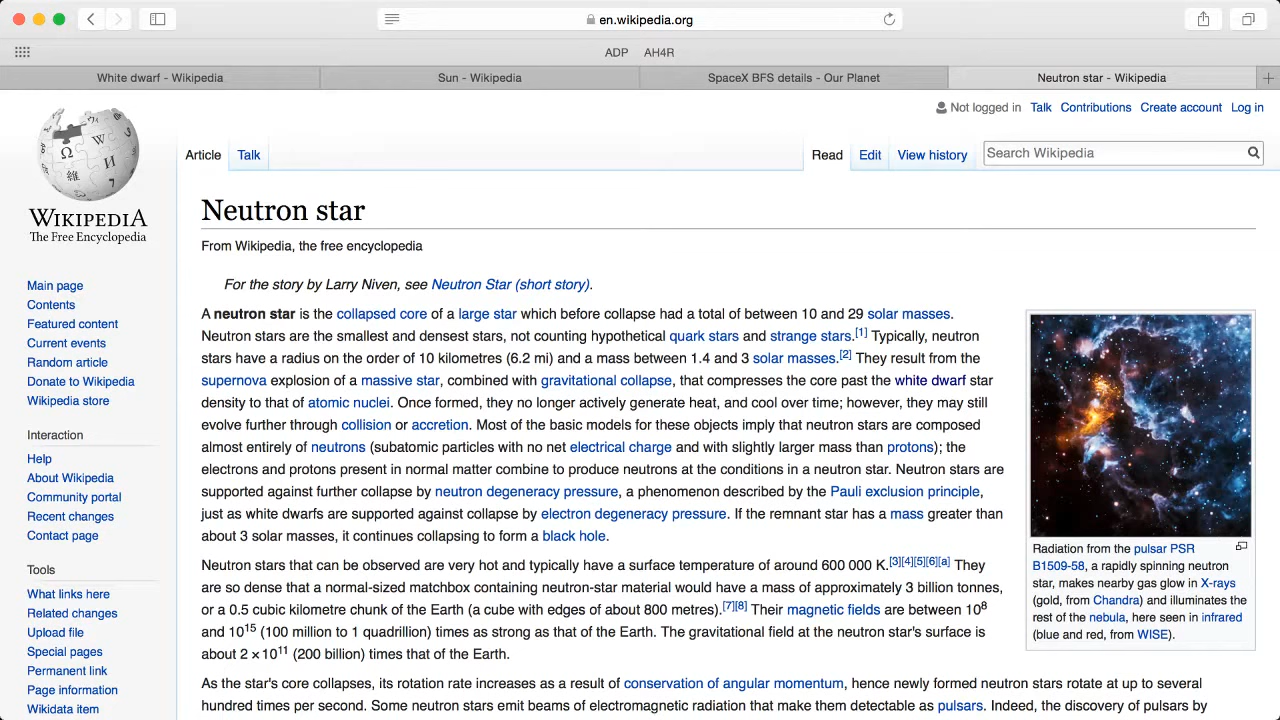 en.wikipedia.org
ADP AH4R
White dwarf - Wikipedia Sun - Wikipedia SpaceX BFS details - Our Planet Neutron star - Wikipedia
Not logged in Talk Contributions Create account Log in
Article Talk Read Edit View history Search Wikipedia
WIKIPEDIA
The Free Encyclopedia
Main page
Contents
Featured content
Current events
Random article
Donate to Wikipedia
Wikipedia store
Interaction
Help
About Wikipedia
Community portal
Recent changes
Contact page
Tools
What links here
Related changes
Upload file
Special pages
Permanent link
Page information
Wikidata item
Neutron star
From Wikipedia, the free encyclopedia
For the story by Larry Niven, see Neutron Star (short story).
A neutron star is the collapsed core of a large star which before collapse had a total of between 10 and 29 solar masses.
Neutron stars are the smallest and densest stars, not counting hypothetical quark stars and strange stars.[1] Typically, neutron
stars have a radius on the order of 10 kilometres (6.2 mi) and a mass between 1.4 and 3 solar masses.[2] They result from the
supernova explosion of a massive star, combined with gravitational collapse, that compresses the core past the white dwarf star
density to that of atomic nuclei. Once formed, they no longer actively generate heat, and cool over time; however, they may still
evolve further through collision or accretion. Most of the basic models for these objects imply that neutron stars are composed
almost entirely of neutrons (subatomic particles with no net electrical charge and with slightly larger mass than protons); the
electrons and protons present in normal matter combine to produce neutrons at the conditions in a neutron star. Neutron stars are
supported against further collapse by neutron degeneracy pressure, a phenomenon described by the Pauli exclusion principle,
just as white dwarfs are supported against collapse by electron degeneracy pressure. If the remnant star has a mass greater than
about 3 solar masses, it continues collapsing to form a black hole.
Neutron stars that can be observed are very hot and typically have a surface temperature of around 600 000 K.[3][4][5][6][a] They
are so dense that a normal-sized matchbox containing neutron-star material would have a mass of approximately 3 billion tonnes,
or a 0.5 cubic kilometre chunk of the Earth (a cube with edges of about 800 metres).[7][8] Their magnetic fields are between 10⁸
and 10¹⁵ (100 million to 1 quadrillion) times as strong as that of the Earth. The gravitational field at the neutron star's surface is
about 2 × 10¹¹ (200 billion) times that of the Earth.
As the star's core collapses, its rotation rate increases as a result of conservation of angular momentum, hence newly formed neutron stars rotate at up to several
hundred times per second. Some neutron stars emit beams of electromagnetic radiation that make them detectable as pulsars. Indeed, the discovery of pulsars by
Radiation from the pulsar PSR
B1509-58, a rapidly spinning neutron
star, makes nearby gas glow in X-rays
(gold, from Chandra) and illuminates the
rest of the nebula, here seen in infrared
(blue and red, from WISE).